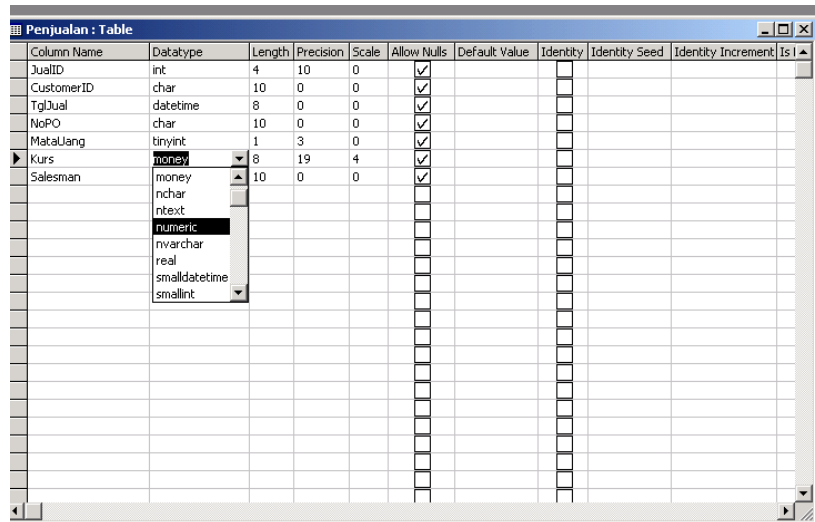 Penjualan : Table
Column Name Datatype Length Precision Scale Allow Nulls Default Value Identity Identity Seed Identity Increment Is
JualID int 4 10 0
CustomerID char 10 0 0
TglJual datetime 8 0 0
NoPO char 10 0 0
MataUang tinyint 1 3 0
Kurs money 8 19 4
Salesman 10 0 0
money
nchar
ntext
numeric
nvarchar
real
smalldatetime
smallint